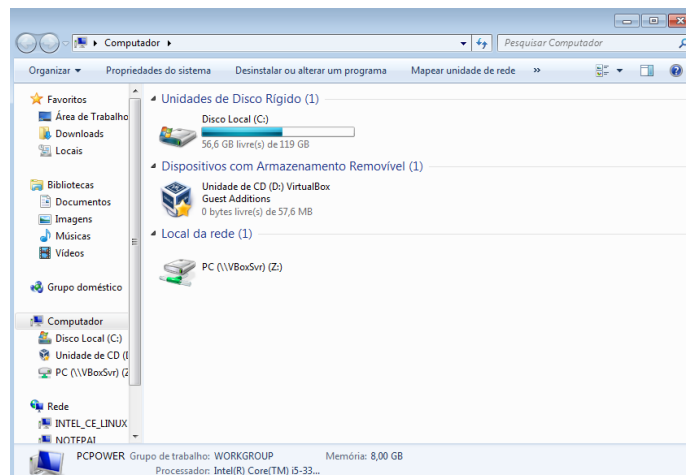 Computador
Pesquisar Computador
Organizar
Propriedades do sistema
Desinstalar ou alterar um programa
Mapear unidade de rede
»
Favoritos
Área de Trabalho
Downloads
Locais
Bibliotecas
Documentos
Imagens
Músicas
Vídeos
Grupo doméstico
Computador
Disco Local (C:)
Unidade de CD (
PC (\\VBoxSvr) (Z
Rede
INTEL_CE_LINUX
NOTEPAI
Unidades de Disco Rígido (1)
Disco Local (C:)
56,6 GB livre(s) de 119 GB
Dispositivos com Armazenamento Removível (1)
Unidade de CD (D:) VirtualBox
Guest Additions
0 bytes livre(s) de 57,6 MB
Local da rede (1)
PC (\\VBoxSvr) (Z:)
PCPOWER Grupo de trabalho: WORKGROUP Memória: 8,00 GB
Processador: Intel(R) Core(TM) i5-33...